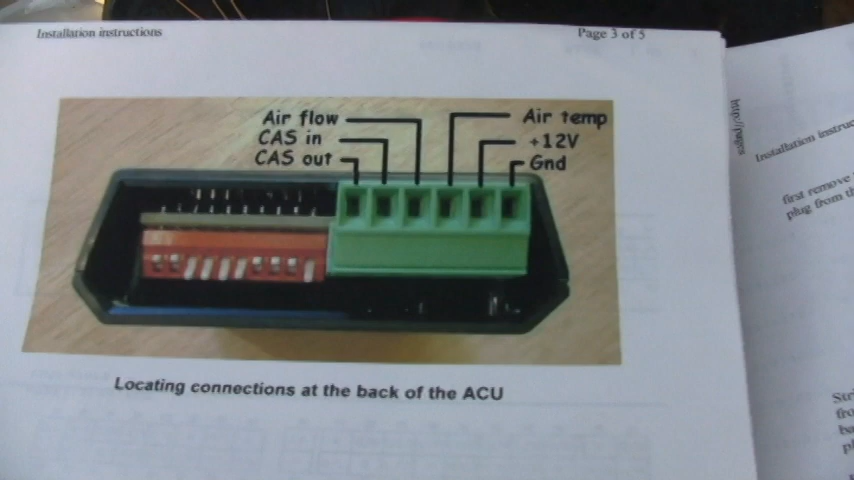 Installation instructions
Page 3 of 5
Air flow
CAS in
CAS out
Air temp
+12V
Gnd
Locating connections at the back of the ACU
Installation
first remove
plug from